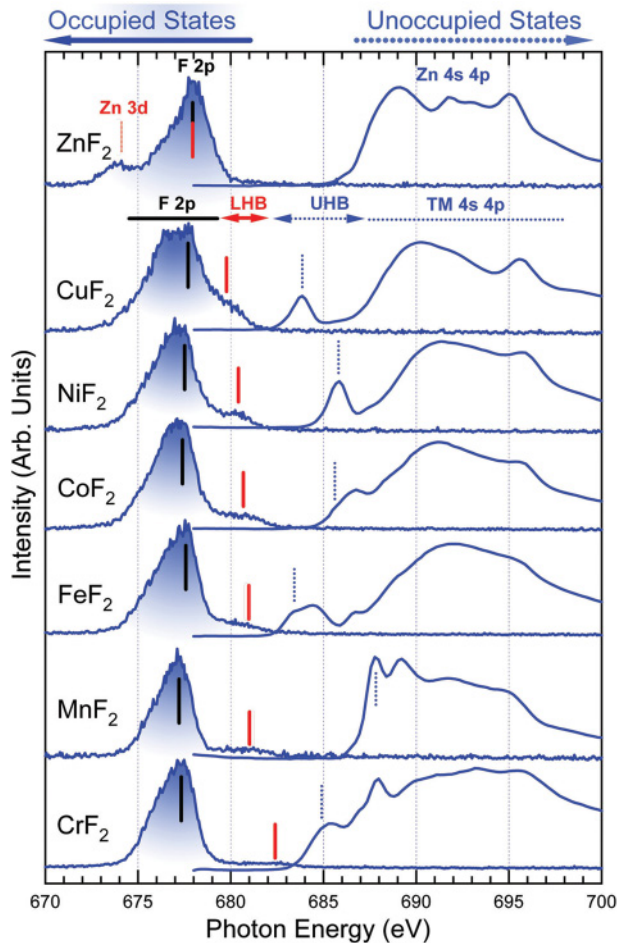 Occupied States Unoccupied States
F 2p Zn 4s 4p
Zn 3d
ZnF2
F 2p LHB UHB TM 4s 4p
CuF2
NiF2
CoF2
FeF2
MnF2
CrF2
Intensity (Arb. Units)
670 675 680 685 690 695 700
Photon Energy (eV)